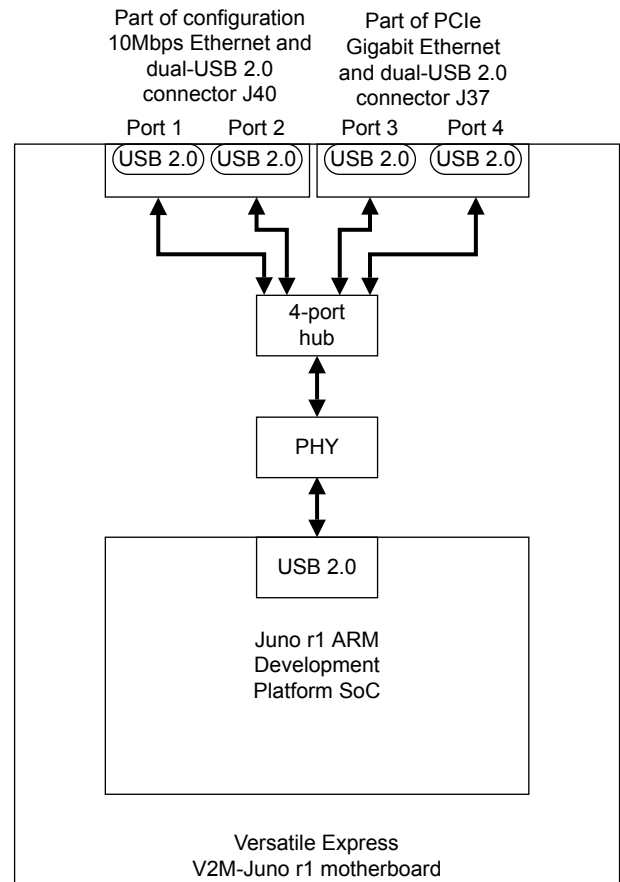 Part of configuration
10Mbps Ethernet and
dual-USB 2.0
connector J40
Part of PCIe
Gigabit Ethernet
and dual-USB 2.0
connector J37
Port 1
Port 2
Port 3
Port 4
USB 2.0
USB 2.0
USB 2.0
USB 2.0
4-port
hub
PHY
USB 2.0
Juno r1 ARM
Development
Platform SoC
Versatile Express
V2M-Juno r1 motherboard